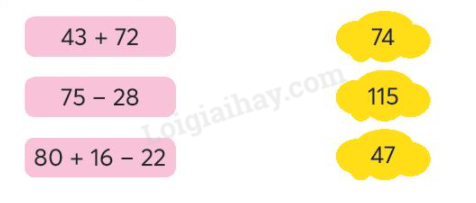 43 + 72
74
75 – 28
115
80 + 16 – 22
47
Loigiaihay.com